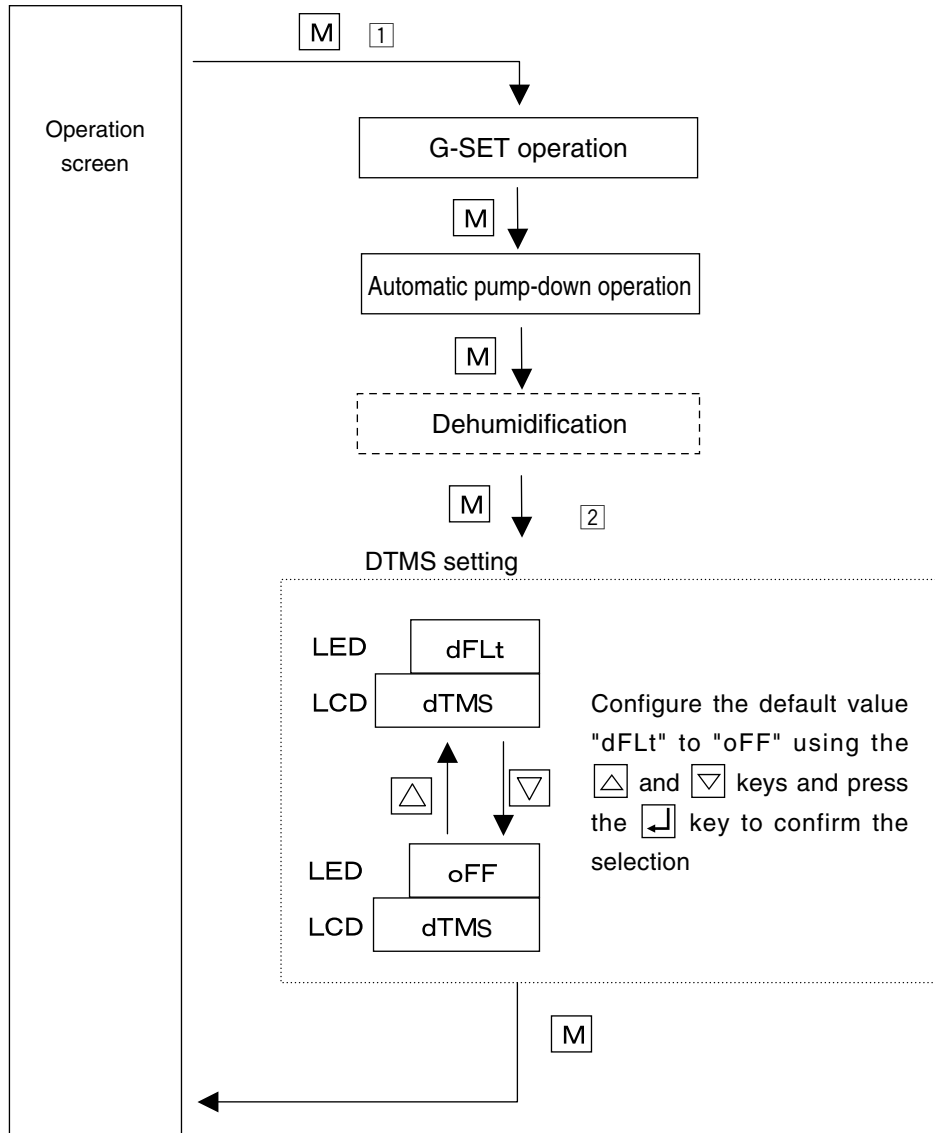 M 1
Operation
screen
G-SET operation
M
Automatic pump-down operation
M
Dehumidification
M 2
DTMS setting
LED dFLt
LCD dTMS
LED oFF
LCD dTMS
Configure the default value
"dFLt" to "oFF" using the
△ and ▽ keys and press
the ↵ key to confirm the
selection
△ ▽
M